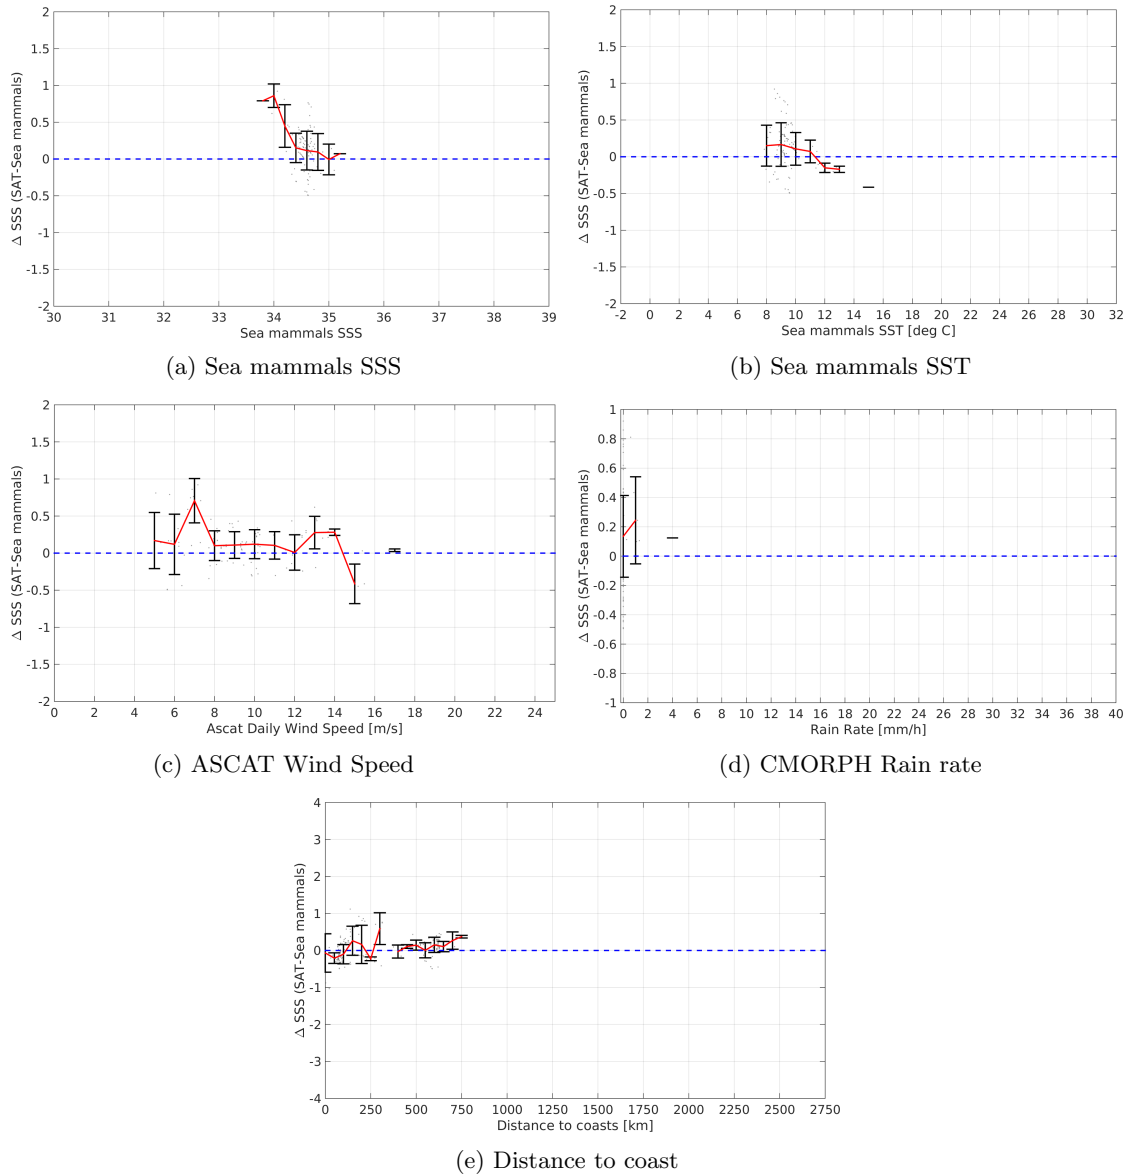 2
1.5
1
0.5
0
-0.5
-1
-1.5
-2
Δ SSS (SAT-Sea mammals)
30 31 32 33 34 35 36 37 38 39
Sea mammals SSS
(a) Sea mammals SSS
2
1.5
1
0.5
0
-0.5
-1
-1.5
-2
Δ SSS (SAT-Sea mammals)
-2 0 2 4 6 8 10 12 14 16 18 20 22 24 26 28 30 32
Sea mammals SST [deg C]
(b) Sea mammals SST
2
1.5
1
0.5
0
-0.5
-1
-1.5
-2
Δ SSS (SAT-Sea mammals)
0 2 4 6 8 10 12 14 16 18 20 22 24
Ascat Daily Wind Speed [m/s]
(c) ASCAT Wind Speed
1
0.8
0.6
0.4
0.2
0
-0.2
-0.4
-0.6
-0.8
-1
Δ SSS (SAT-Sea mammals)
0 2 4 6 8 10 12 14 16 18 20 22 24 26 28 30 32 34 36 38 40
Rain Rate [mm/h]
(d) CMORPH Rain rate
4
3
2
1
0
-1
-2
-3
-4
Δ SSS (SAT-Sea mammals)
0 250 500 750 1000 1250 1500 1750 2000 2250 2500 2750
Distance to coasts [km]
(e) Distance to coast